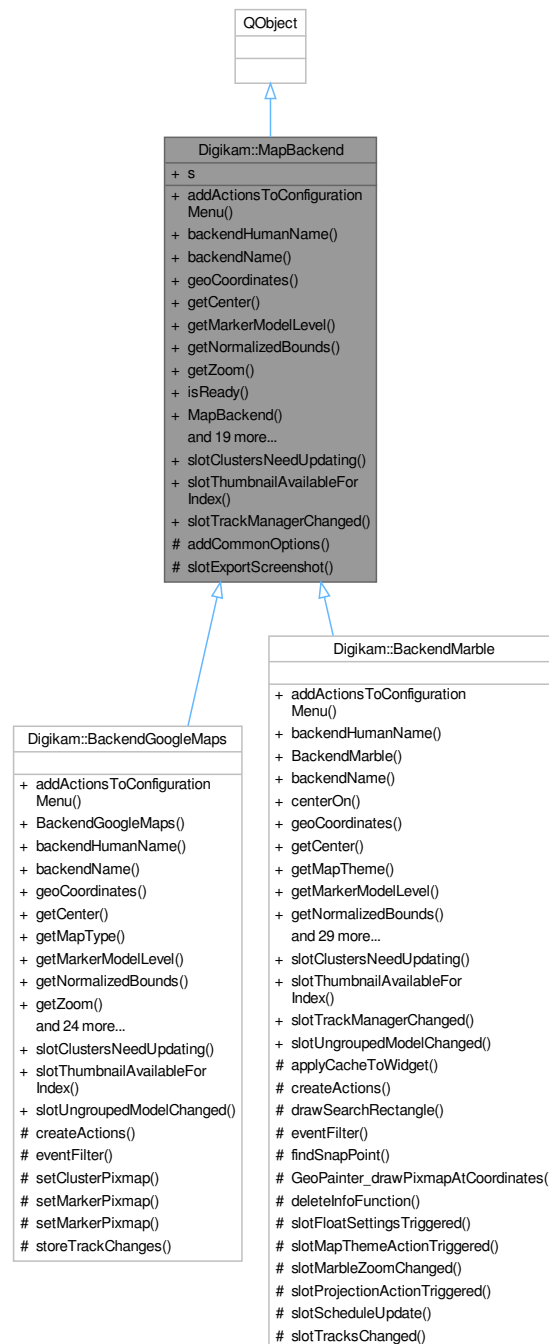 QObject
Digikam::MapBackend
+ s
+ addActionsToConfiguration
Menu()
+ backendHumanName()
+ backendName()
+ geoCoordinates()
+ getCenter()
+ getMarkerModelLevel()
+ getNormalizedBounds()
+ getZoom()
+ isReady()
+ MapBackend()
and 19 more...
+ slotClustersNeedUpdating()
+ slotThumbnailAvailableFor
Index()
+ slotTrackManagerChanged()
# addCommonOptions()
# slotExportScreenshot()
Digikam::BackendGoogleMaps
+ addActionsToConfiguration
Menu()
+ BackendGoogleMaps()
+ backendHumanName()
+ backendName()
+ geoCoordinates()
+ getCenter()
+ getMapType()
+ getMarkerModelLevel()
+ getNormalizedBounds()
+ getZoom()
and 24 more...
+ slotClustersNeedUpdating()
+ slotThumbnailAvailableFor
Index()
+ slotUngroupedModelChanged()
# createActions()
# eventFilter()
# setClusterPixmap()
# setMarkerPixmap()
# setMarkerPixmap()
# storeTrackChanges()
Digikam::BackendMarble
+ addActionsToConfiguration
Menu()
+ backendHumanName()
+ BackendMarble()
+ backendName()
+ centerOn()
+ geoCoordinates()
+ getCenter()
+ getMapTheme()
+ getMarkerModelLevel()
+ getNormalizedBounds()
and 29 more...
+ slotClustersNeedUpdating()
+ slotThumbnailAvailableFor
Index()
+ slotTrackManagerChanged()
+ slotUngroupedModelChanged()
# applyCacheToWidget()
# createActions()
# drawSearchRectangle()
# eventFilter()
# findSnapPoint()
# GeoPainter_drawPixmapAtCoordinates(
# deleteInfoFunction()
# slotFloatSettingsTriggered()
# slotMapThemeActionTriggered()
# slotMarbleZoomChanged()
# slotProjectionActionTriggered()
# slotScheduleUpdate()
# slotTracksChanged()